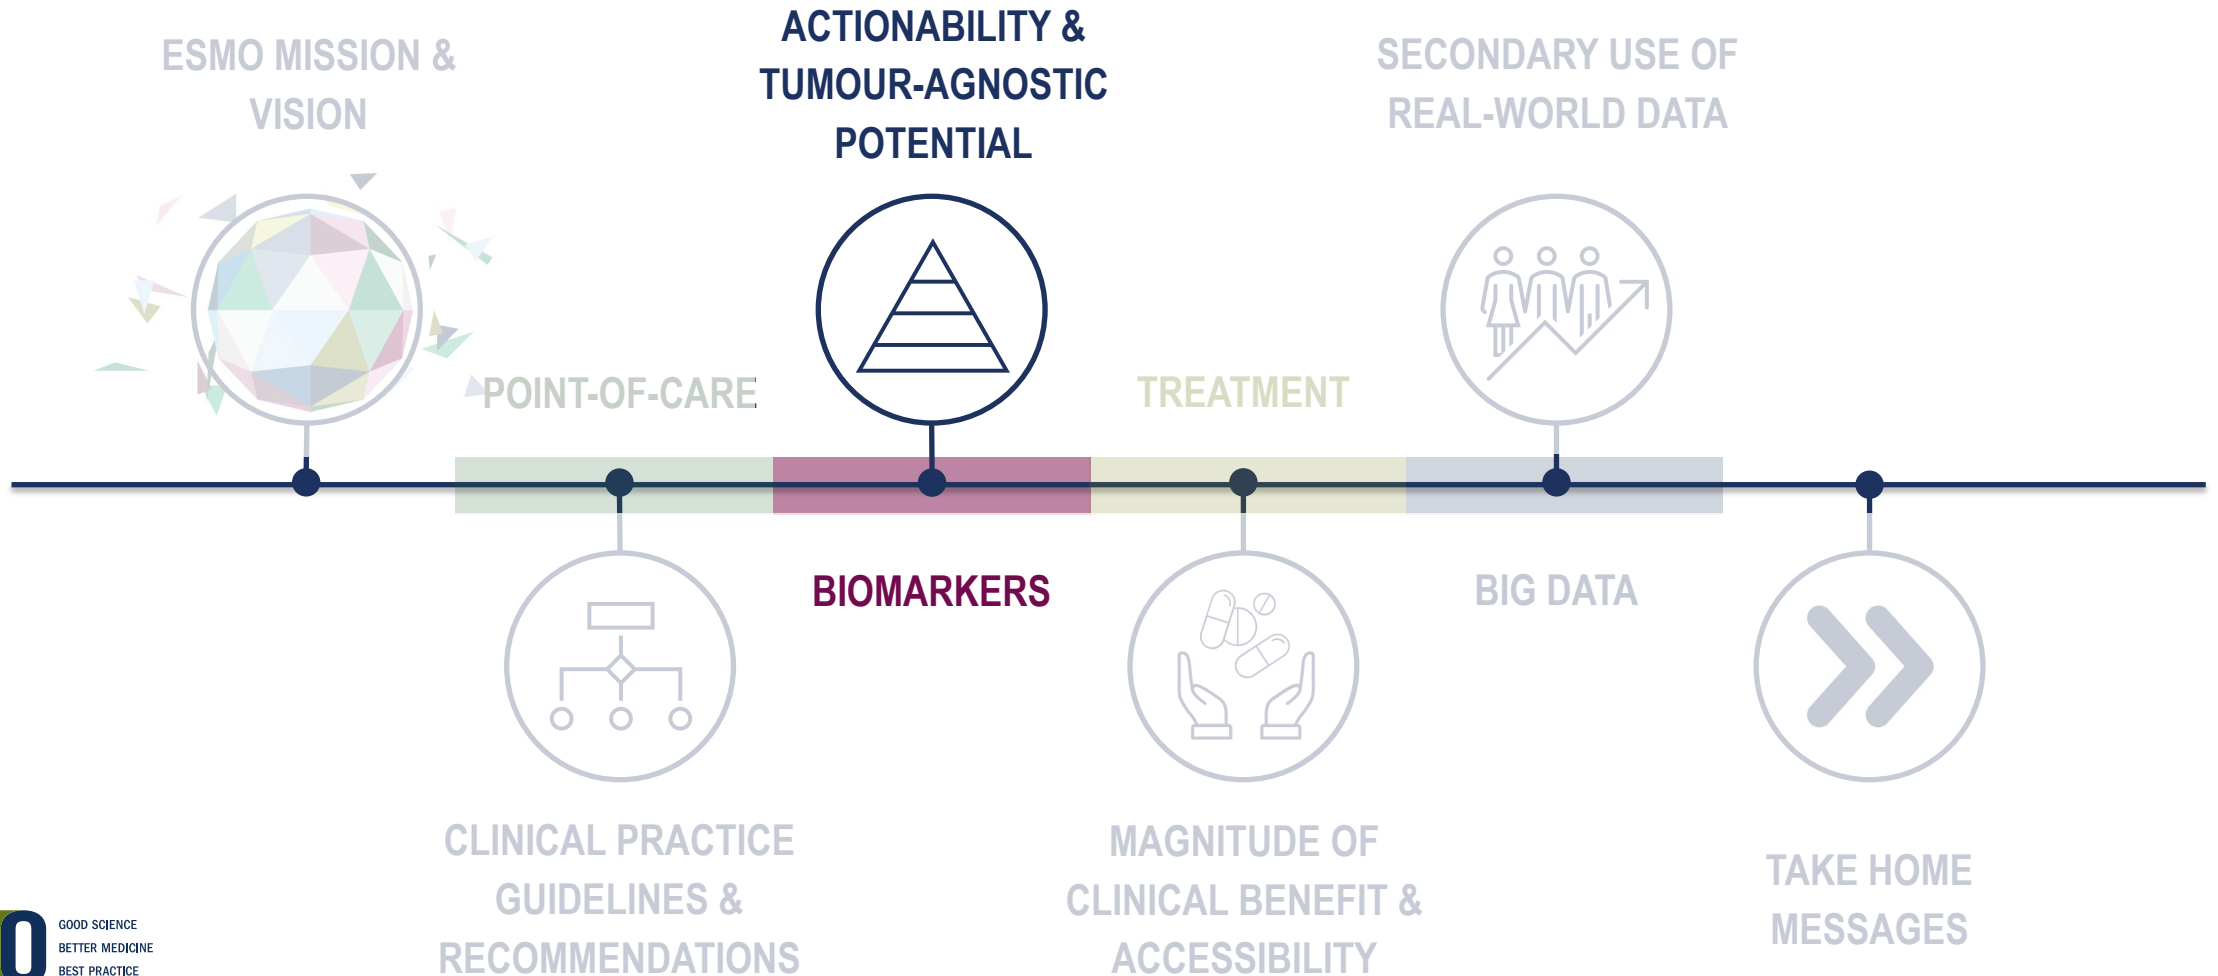 ESMO MISSION &
VISION
ACTIONABILITY &
TUMOUR-AGNOSTIC
POTENTIAL
SECONDARY USE OF
REAL-WORLD DATA
POINT-OF-CARE
TREATMENT
BIOMARKERS
BIG DATA
CLINICAL PRACTICE
GUIDELINES &
RECOMMENDATIONS
MAGNITUDE OF
CLINICAL BENEFIT &
ACCESSIBILITY
TAKE HOME
MESSAGES
O
GOOD SCIENCE
BETTER MEDICINE
BEST PRACTICE